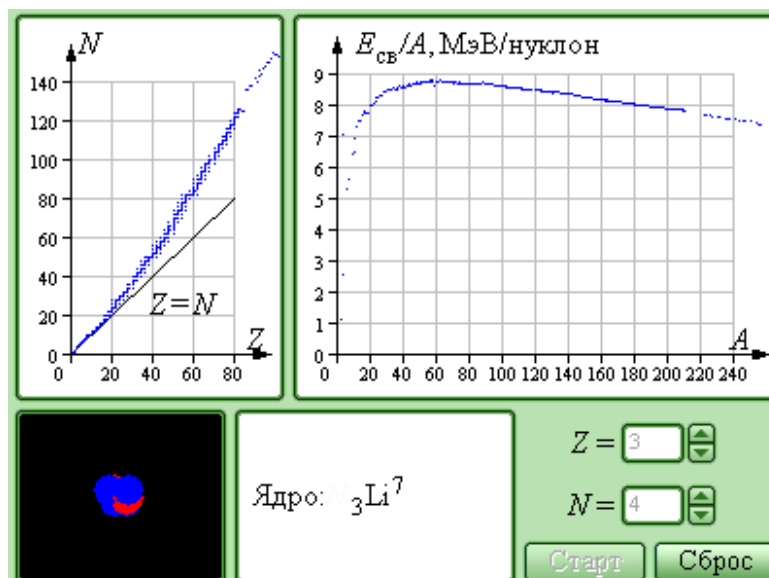 N
140
120
100
80
60
40
20
0
Z=N
Z
0 20 40 60 80
E_св/A, МэВ/нуклон
9
8
7
6
5
4
3
2
1
0
A
0 20 40 60 80 100 120 140 160 180 200 220 240
Ядро: ₃Li⁷
Z = 3
N = 4
Старт Сброс